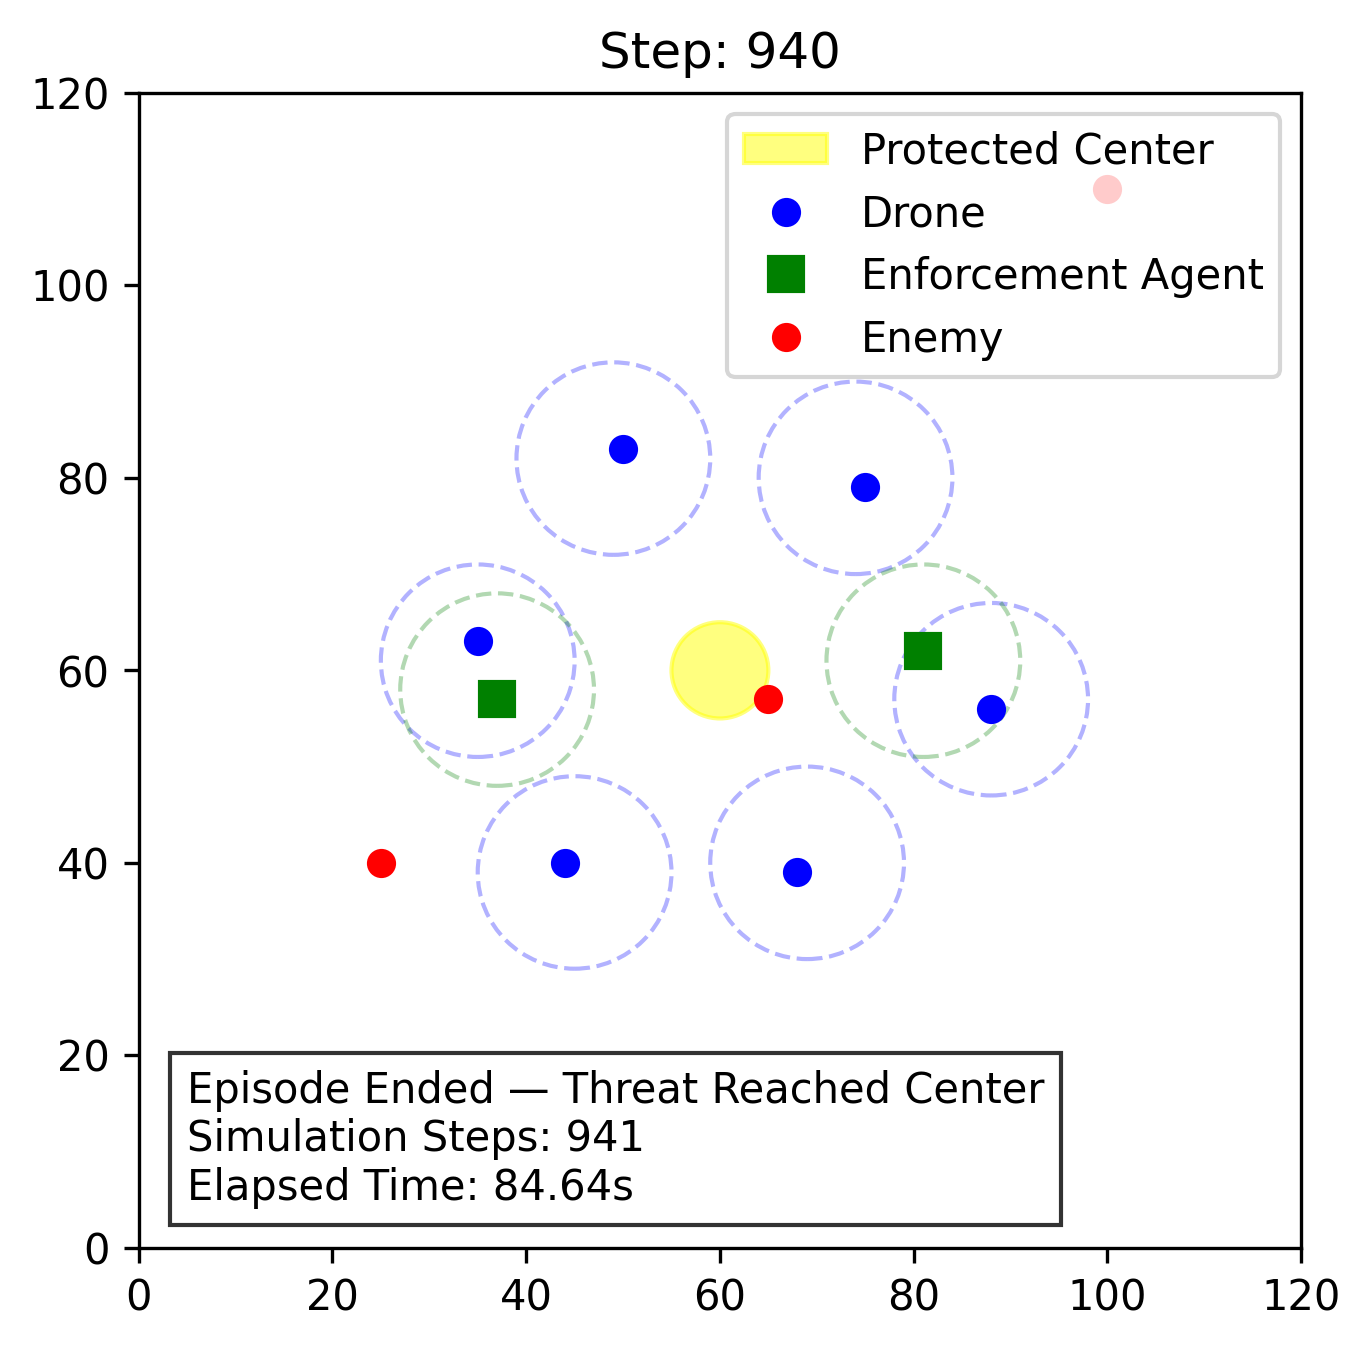 Step: 940
120
100
80
60
40
20
0
0 20 40 60 80 100 120
Protected Center
Drone
Enforcement Agent
Enemy
Episode Ended — Threat Reached Center
Simulation Steps: 941
Elapsed Time: 84.64s